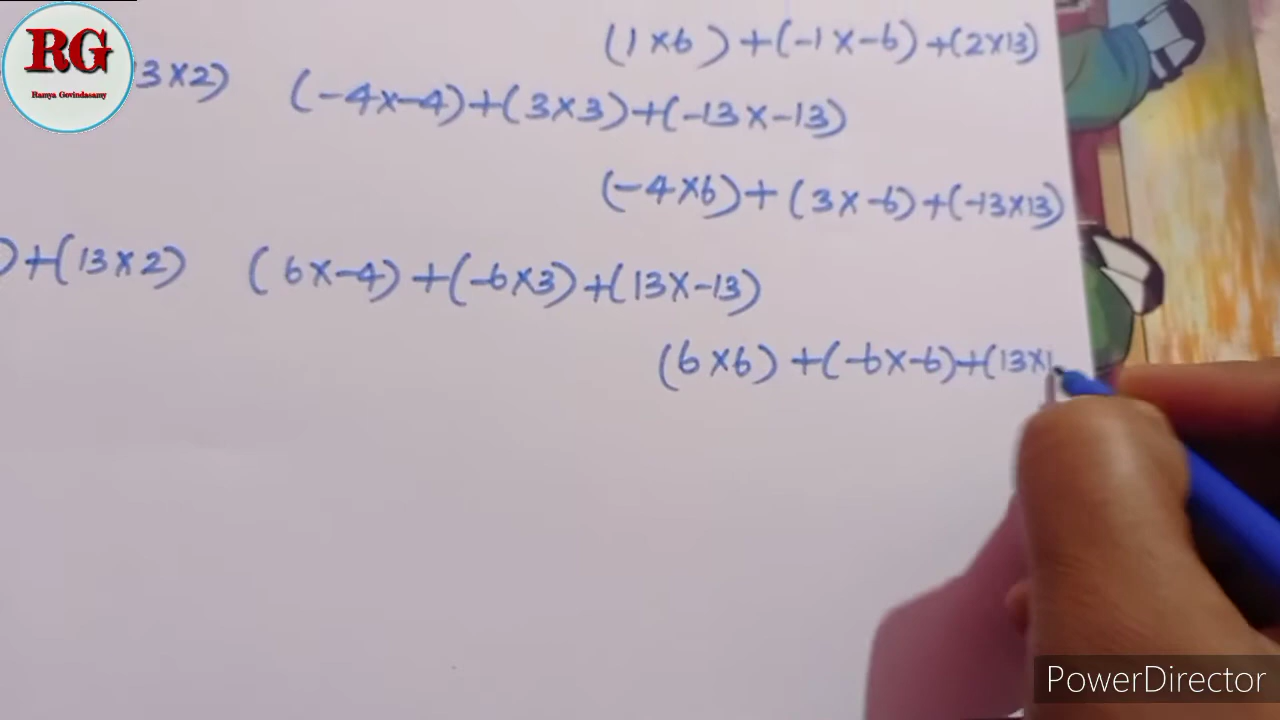 RG
Ramya Govindasamy
(1 × 6) + (-1 × -6) + (2 × 13)
3 × 2) (-4 × -4) + (3 × 3) + (-13 × -13)
(-4 × 6) + (3 × -6) + (-13 × 13)
) + (13 × 2) (6 × -4) + (-6 × 3) + (13 × -13)
(6 × 6) + (-6 × -6) + (13 × 1
PowerDirector